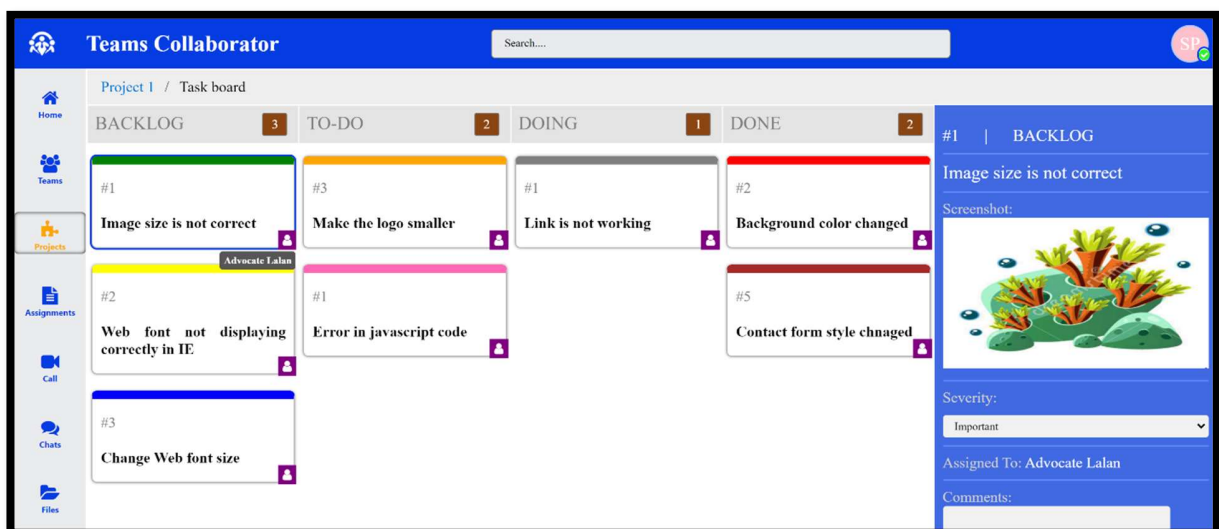 Teams Collaborator
Search....
SP
Home
Teams
Projects
Assignments
Call
Chats
Files
Project 1 / Task board
BACKLOG 3
#1
Image size is not correct
Advocate Lalan
#2
Web font not displaying
correctly in IE
#3
Change Web font size
TO-DO 2
#3
Make the logo smaller
#1
Error in javascript code
DOING 1
#1
Link is not working
DONE 2
#2
Background color changed
#5
Contact form style chnaged
#1 | BACKLOG
Image size is not correct
Screenshot:
Severity:
Important
Assigned To: Advocate Lalan
Comments: